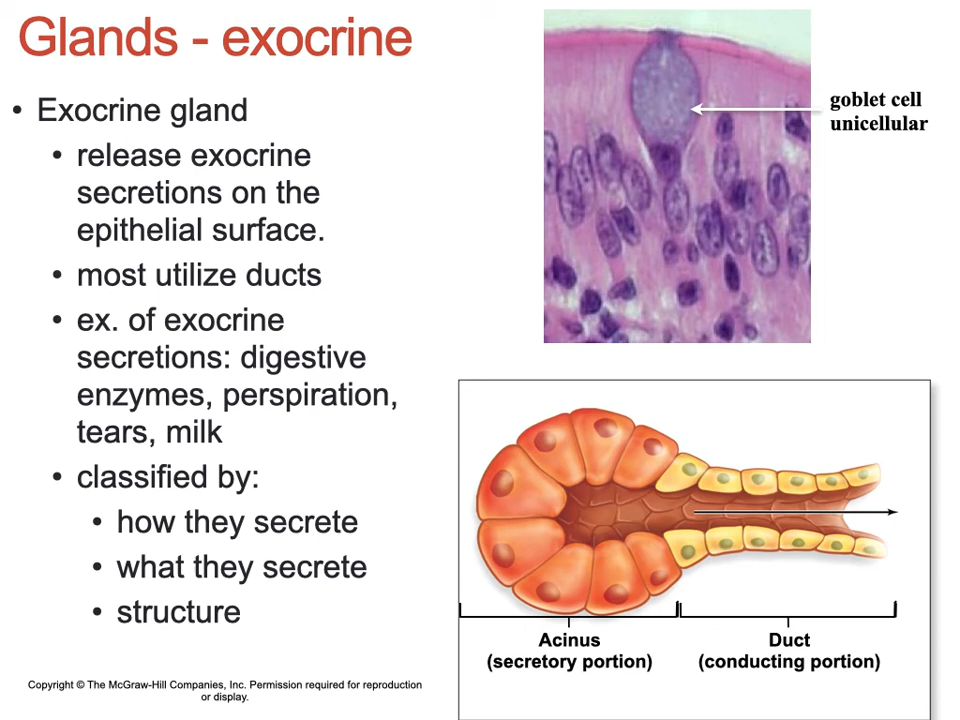 Glands - exocrine
• Exocrine gland
• release exocrine
secretions on the
epithelial surface.
• most utilize ducts
• ex. of exocrine
secretions: digestive
enzymes, perspiration,
tears, milk
• classified by:
• how they secrete
• what they secrete
• structure
goblet cell
unicellular
Acinus
(secretory portion)
Duct
(conducting portion)
Copyright © The McGraw-Hill Companies, Inc. Permission required for reproduction
or display.